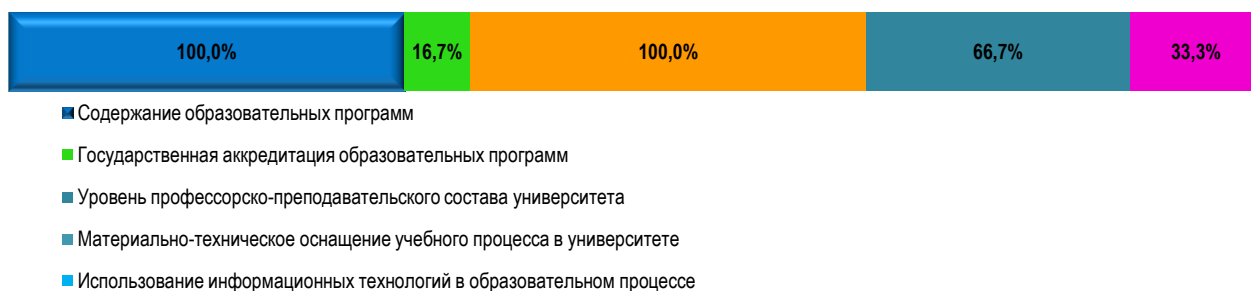 100,0% 16,7% 100,0% 66,7% 33,3%
Содержание образовательных программ
Государственная аккредитация образовательных программ
Уровень профессорско-преподавательского состава университета
Материально-техническое оснащение учебного процесса в университете
Использование информационных технологий в образовательном процессе